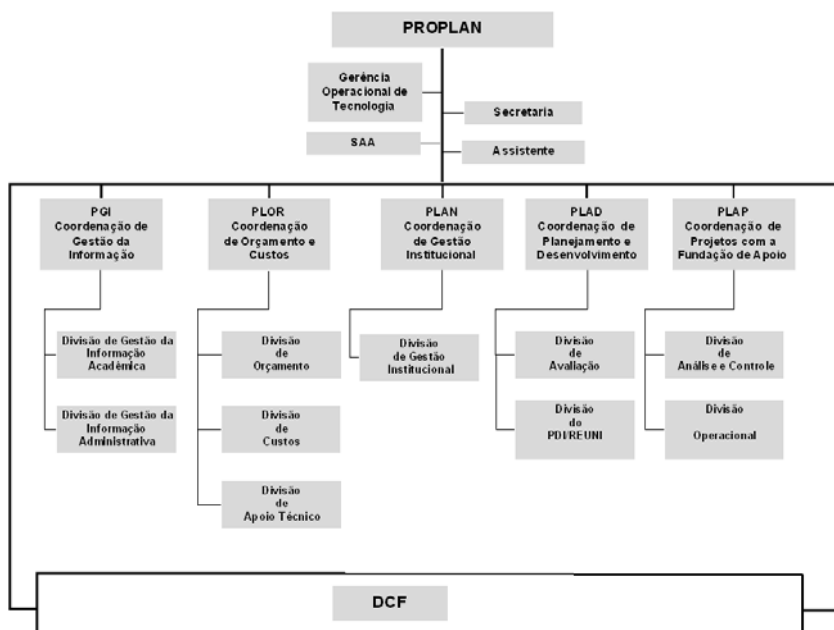 PROPLAN
Gerência
Operacional de
Tecnologia
Secretaria
SAA
Assistente
PGI
Coordenação de
Gestão da
Informação
PLOR
Coordenação
de Orçamento e
Custos
PLAN
Coordenação
de Gestão
Institucional
PLAD
Coordenação de
Planejamento e
Desenvolvimento
PLAP
Coordenação de
Projetos com a
Fundação de Apoio
Divisão de Gestão da
Informação
Acadêmica
Divisão
de
Orçamento
Divisão
de Gestão
Institucional
Divisão
de
Avaliação
Divisão
de
Análise e Controle
Divisão de Gestão da
Informação
Administrativa
Divisão
de
Custos
Divisão
do
PDI/REUNI
Divisão
Operacional
Divisão
de
Apoio Técnico
DCF